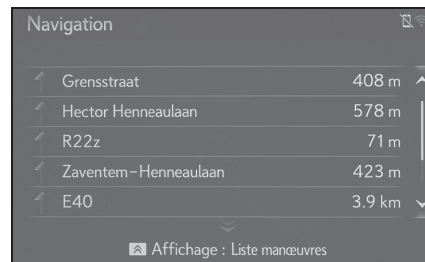 Navigation
Grensstraat 408 m
Hector Henneaulaan 578 m
R22z 71 m
Zaventem-Henneaulaan 423 m
E40 3.9 km
Affichage : Liste manœuvres